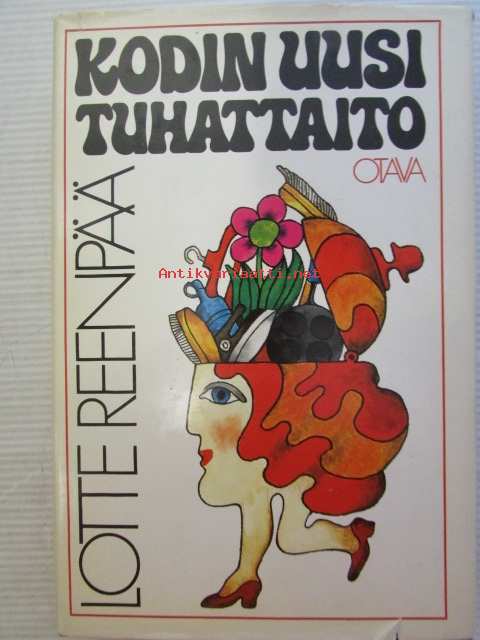 KODIN UUSI
TUHATTAITO
OTAVA
LOTTE REENPÄÄ
Antikvariaatti.net